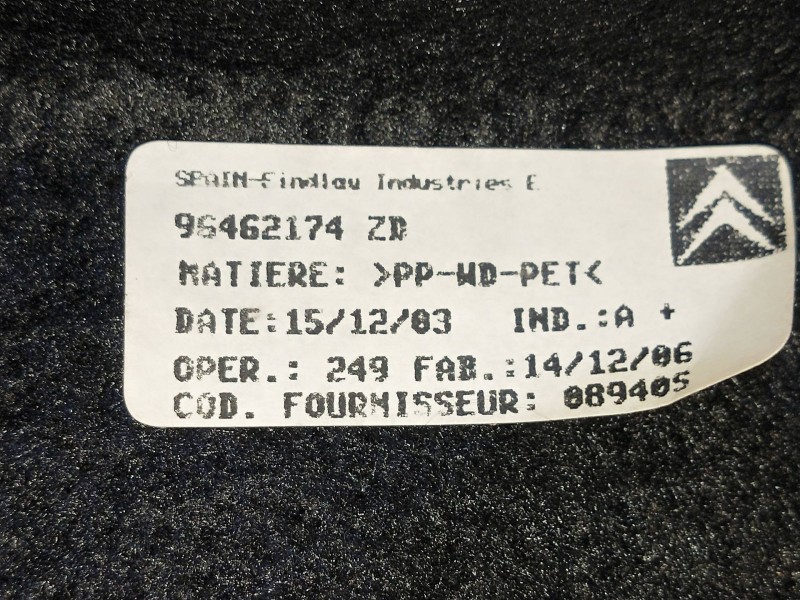 SPAIN-Findlay Industries E
96462174 ZD
MATIERE: >PP-WD-PET<
DATE:15/12/03 IND.:A +
OPER.: 249 FAB.:14/12/06
COD. FOURNISSEUR: 089405